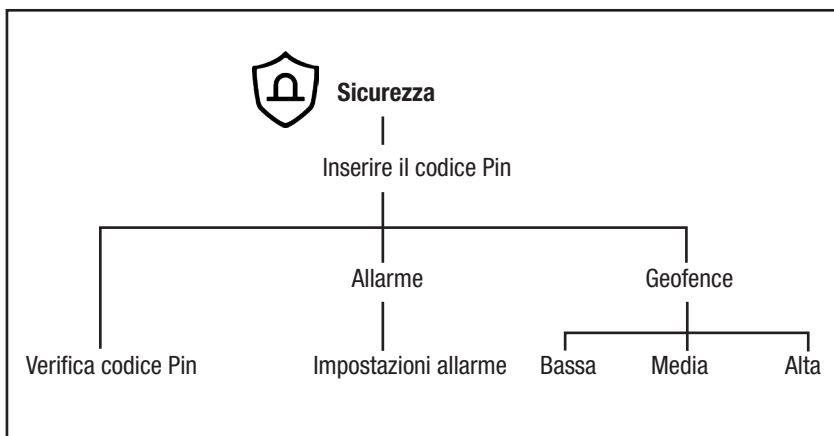 Sicurezza
Inserire il codice Pin
Allarme
Geofence
Verifica codice Pin
Impostazioni allarme
Bassa
Media
Alta